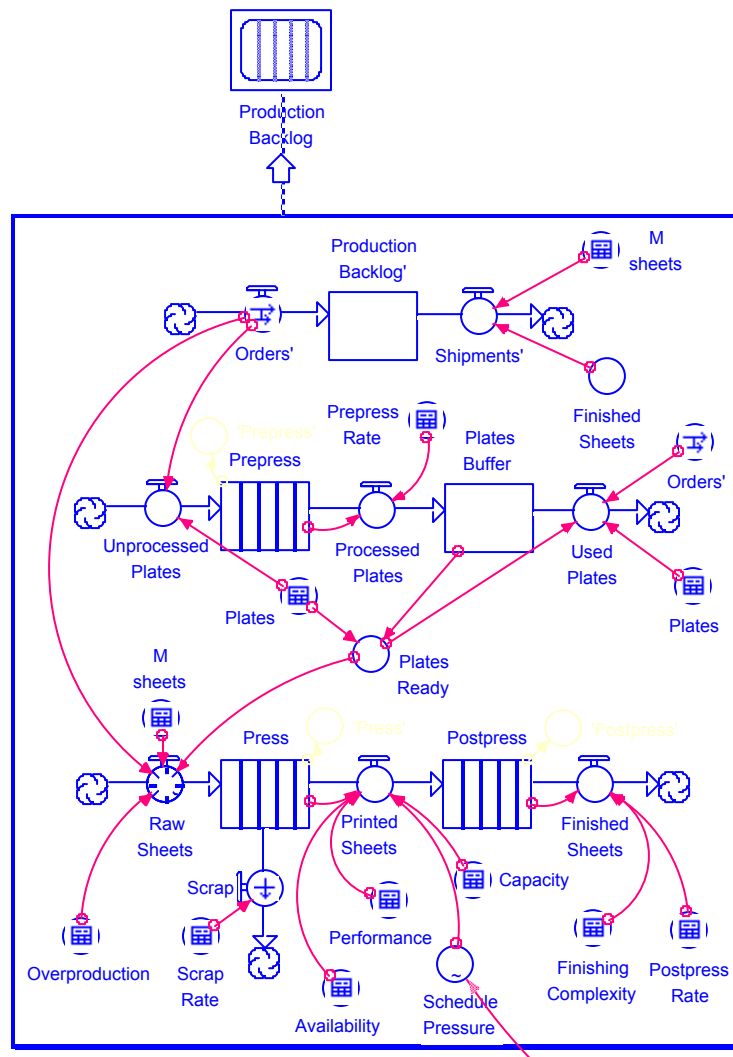 Production
Backlog
Production
Backlog'
M
sheets
Orders'
Shipments'
Finished
Sheets
Prepress
Rate
Plates
Buffer
'Prepress'
Prepress
Orders'
Unprocessed
Plates
Processed
Plates
Used
Plates
Plates
Plates
Plates
Ready
M
sheets
Press
'Press'
Postpress
'Postpress'
Raw
Sheets
Printed
Sheets
Finished
Sheets
Scrap
Capacity
Performance
Overproduction
Scrap
Rate
~
Availability
Schedule
Pressure
Finishing
Complexity
Postpress
Rate